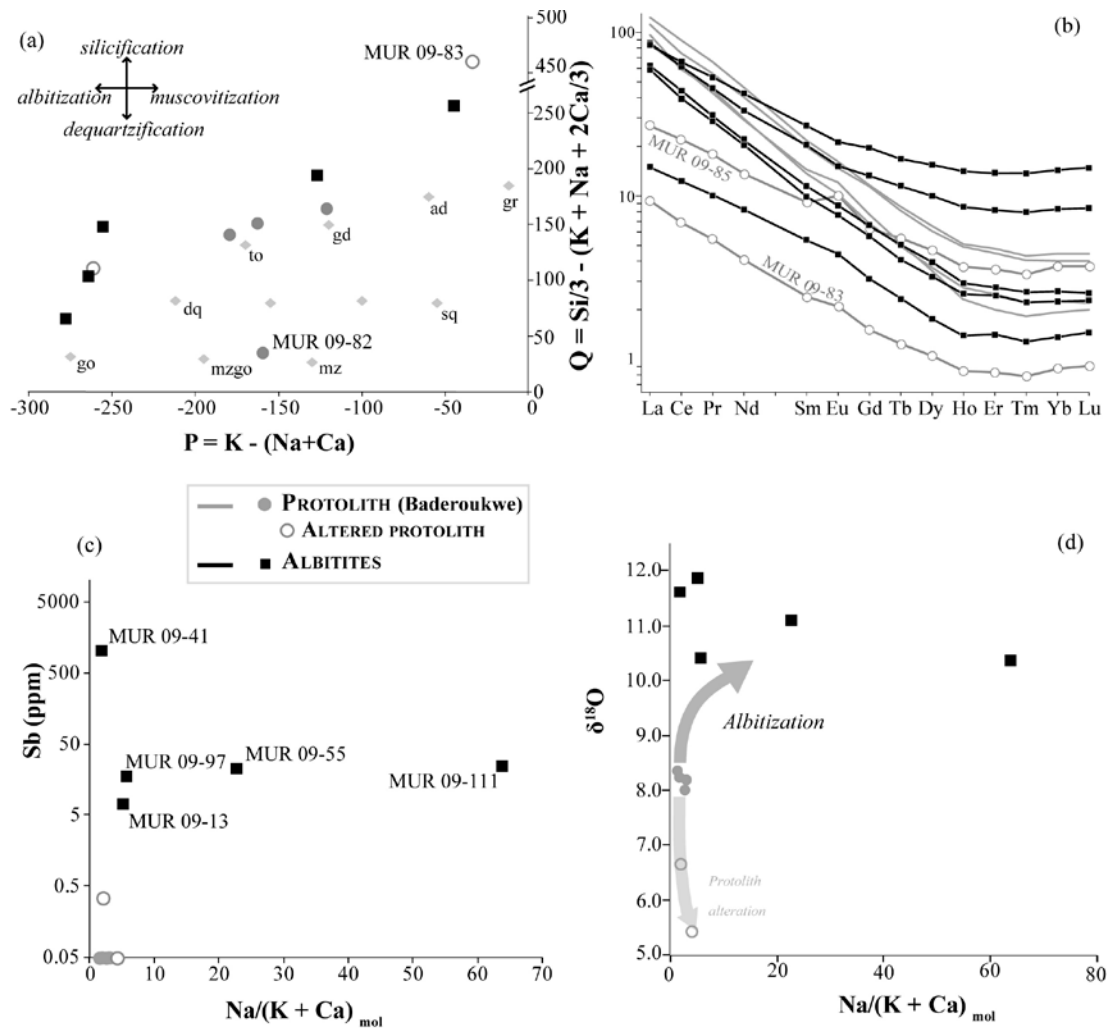 (a)
silicification
albitization
muscovitization
dequartzification
MUR 09-83
500
450
250
200
150
100
50
0
ad
gr
gd
to
dq
sq
MUR 09-82
go
mzgo
mz
-300
-250
-200
-150
-100
-50
0
P = K - (Na+Ca)
Q = Si/3 - (K + Na + 2Ca/3)
(b)
100
10
1
MUR 09-85
MUR 09-83
La Ce Pr Nd Sm Eu Gd Tb Dy Ho Er Tm Yb Lu
PROTOLITH (Baderoukwe)
ALTERED PROTOLITH
ALBITITES
(c)
5000
500
50
5
0.5
0.05
Sb (ppm)
MUR 09-41
MUR 09-97
MUR 09-55
MUR 09-111
MUR 09-13
0 10 20 30 40 50 60 70
Na/(K + Ca) mol
(d)
12.0
11.0
10.0
9.0
8.0
7.0
6.0
5.0
δ18O
Albitization
Protolith
alteration
0 20 40 60 80
Na/(K + Ca) mol